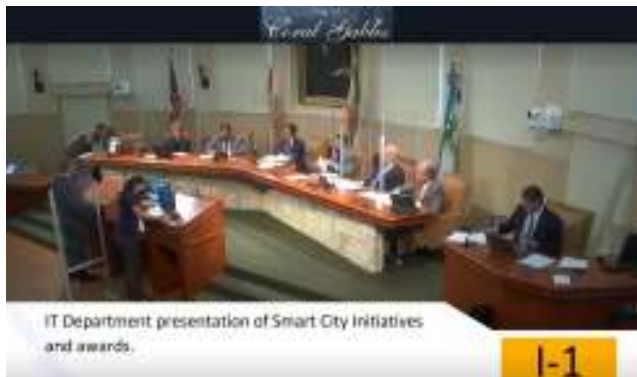 Coral Gables
IT Department presentation of Smart City Initiatives
and awards.
I-1